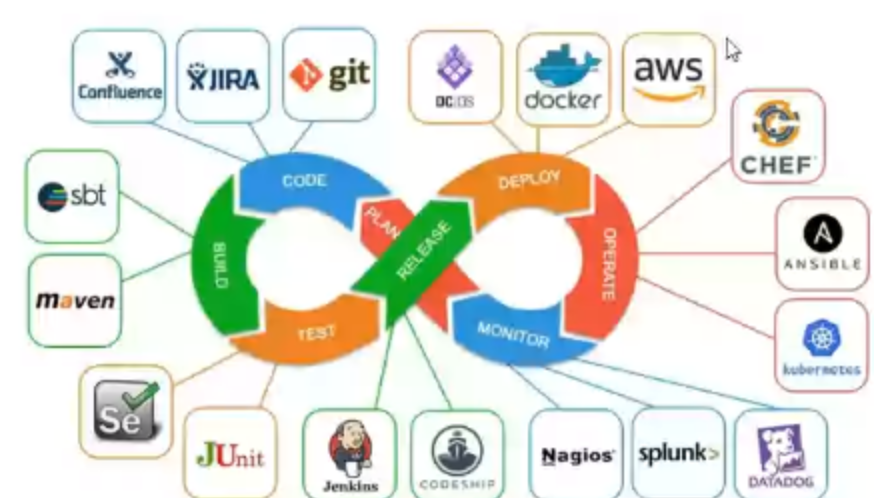 Confluence
JIRA
git
DC/OS
docker
aws
CHEF
sbt
CODE
DEPLOY
PLAN
RELEASE
BUILD
OPERATE
ANSIBLE
maven
TEST
MONITOR
kubernetes
Se
JUnit
Jenkins
CODESHIP
Nagios
splunk>
DATADOG